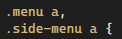 .menu a,
.side-menu a {